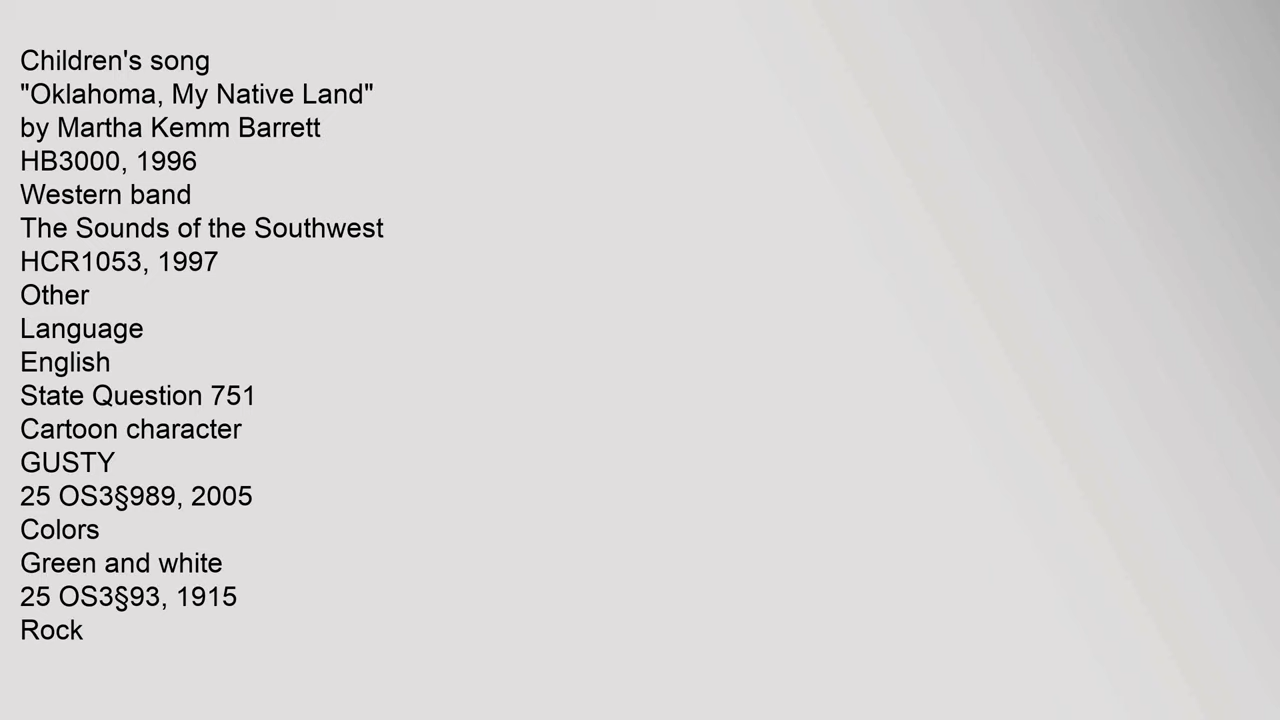 Children's song
"Oklahoma, My Native Land"
by Martha Kemm Barrett
HB3000, 1996
Western band
The Sounds of the Southwest
HCR1053, 1997
Other
Language
English
State Question 751
Cartoon character
GUSTY
25 OS3§989, 2005
Colors
Green and white
25 OS3§93, 1915
Rock